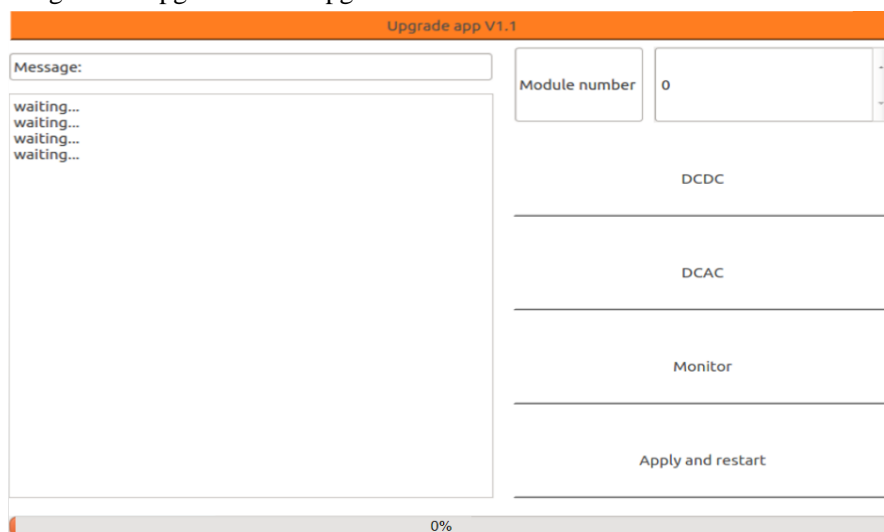 Upgrade app V1.1
Message:
waiting...
waiting...
waiting...
waiting...
Module number
0
DCDC
DCAC
Monitor
Apply and restart
0%